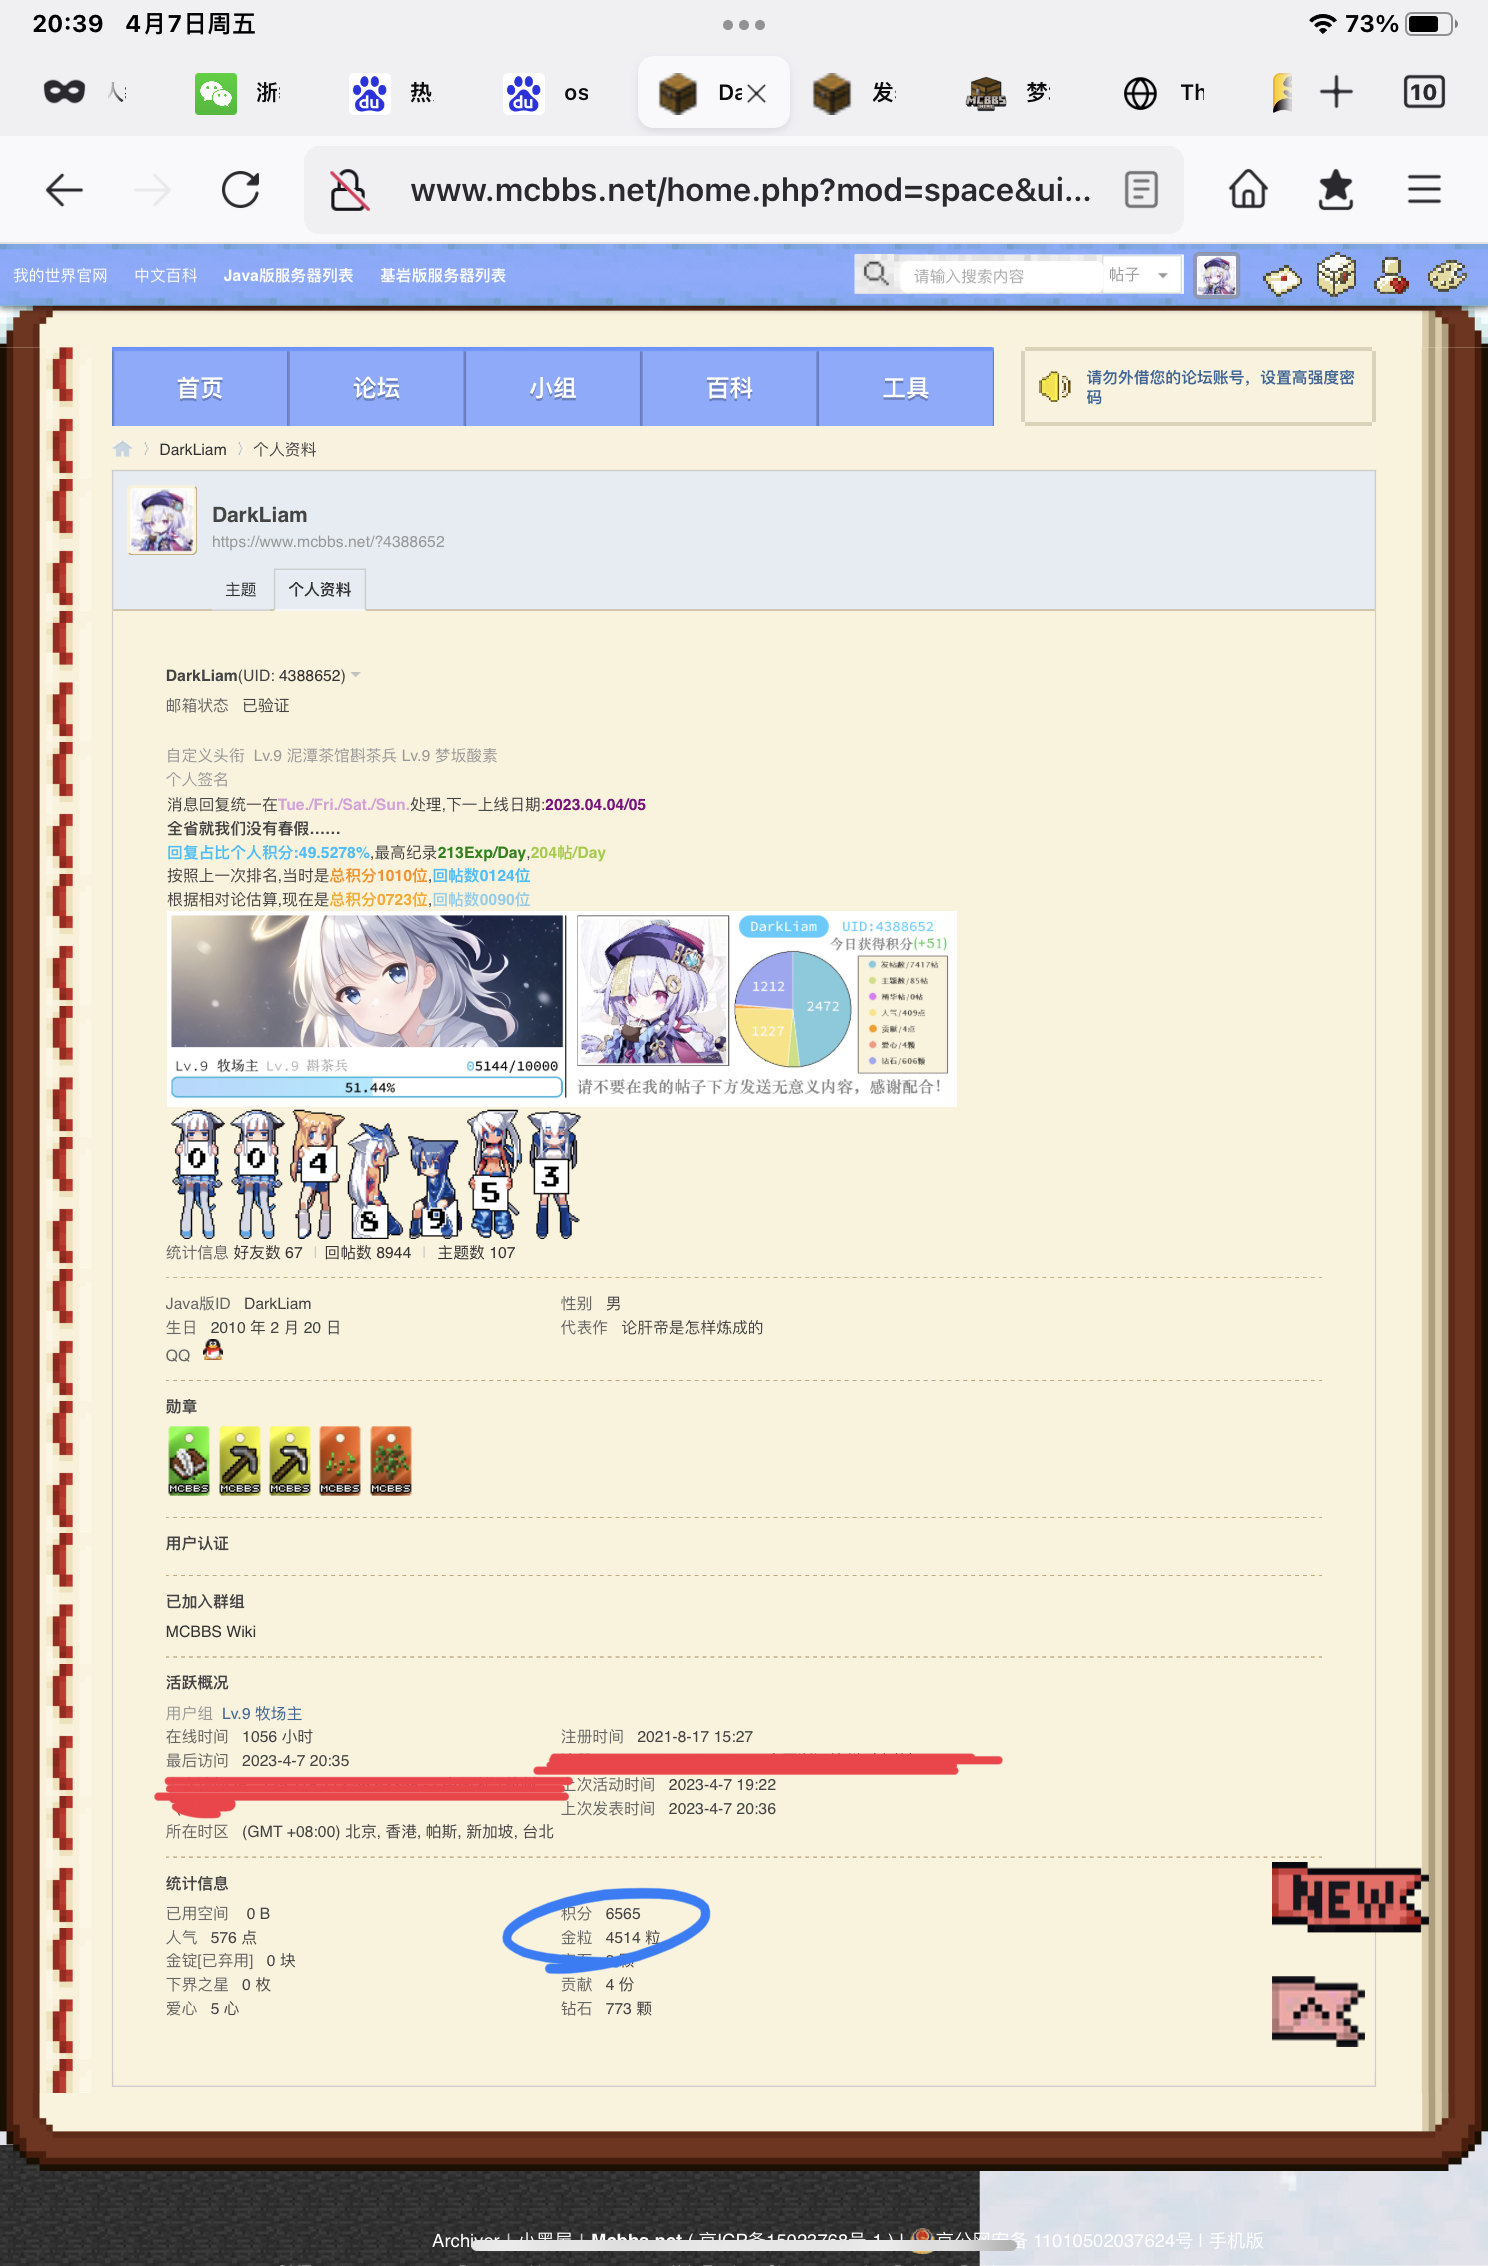 20:39 4月7日周五
73%
浙
热
os
Da
发
梦
Th
10
www.mcbbs.net/home.php?mod=space&ui...
我的世界官网 中文百科 Java版服务器列表 基岩版服务器列表
请输入搜索内容 帖子
首页 论坛 小组 百科 工具
请勿外借您的论坛账号，设置高强度密
码
DarkLiam 个人资料
DarkLiam
https://www.mcbbs.net/?4388652
主题 个人资料
DarkLiam(UID: 4388652)
邮箱状态 已验证
自定义头衔 Lv.9 泥潭茶馆斟茶兵 Lv.9 梦坂酸素
个人签名
消息回复统一在Tue./Fri./Sat./Sun.处理,下一上线日期:2023.04.04/05
全省就我们没有春假……
回复占比个人积分:49.5278%,最高纪录213Exp/Day,204帖/Day
按照上一次排名,当时是总积分1010位,回帖数0124位
根据相对论估算,现在是总积分0723位,回帖数0090位
DarkLiam UID:4388652
今日获得积分(+51)
1212
2472
1227
发帖数/7417帖
主题数/85帖
精华帖/0帖
人气/409点
贡献/4点
爱心/4颗
钻石/606颗
Lv.9 牧场主 Lv.9 斟茶兵 05144/10000
51.44%
请不要在我的帖子下方发送无意义内容，感谢配合！
0 0 4 8 9 5 3
统计信息 好友数 67 | 回帖数 8944 | 主题数 107
Java版ID DarkLiam 性别 男
生日 2010 年 2 月 20 日 代表作 论肝帝是怎样炼成的
QQ
勋章
MCBBS MCBBS MCBBS MCBBS MCBBS
用户认证
已加入群组
MCBBS Wiki
活跃概况
用户组 Lv.9 牧场主
在线时间 1056 小时 注册时间 2021-8-17 15:27
最后访问 2023-4-7 20:35
上次活动时间 2023-4-7 19:22
上次发表时间 2023-4-7 20:36
所在时区 (GMT +08:00) 北京, 香港, 帕斯, 新加坡, 台北
统计信息
已用空间 0 B 积分 6565
人气 576 点 金粒 4514 粒
金锭[已弃用] 0 块
下界之星 0 枚 贡献 4 份
爱心 5 心 钻石 773 颗
NEW
Archiver | 小黑屋 | Mcbbs.net ( 京ICP备15023768号-1 ) | 京公网安备 11010502037624号 | 手机版